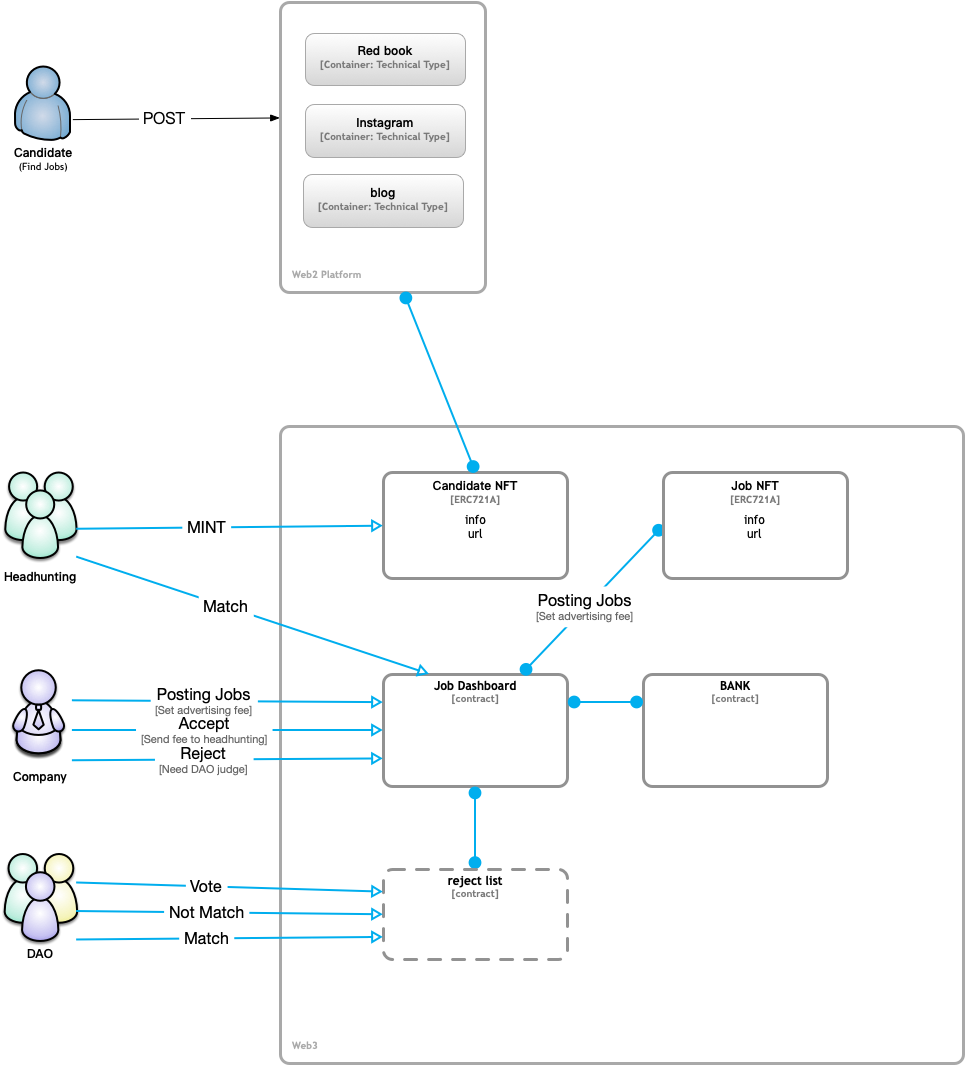 Red book
[Container: Technical Type]
Instagram
[Container: Technical Type]
blog
[Container: Technical Type]
Web2 Platform
POST
Candidate
(Find Jobs)
Candidate NFT
[ERC721A]
info
url
Job NFT
[ERC721A]
info
url
MINT
Headhunting
Match
Posting Jobs
[Set advertising fee]
Job Dashboard
[contract]
BANK
[contract]
Posting Jobs
[Set advertising fee]
Accept
[Send fee to headhunting]
Reject
[Need DAO judge]
Company
reject list
[contract]
Vote
Not Match
Match
DAO
Web3